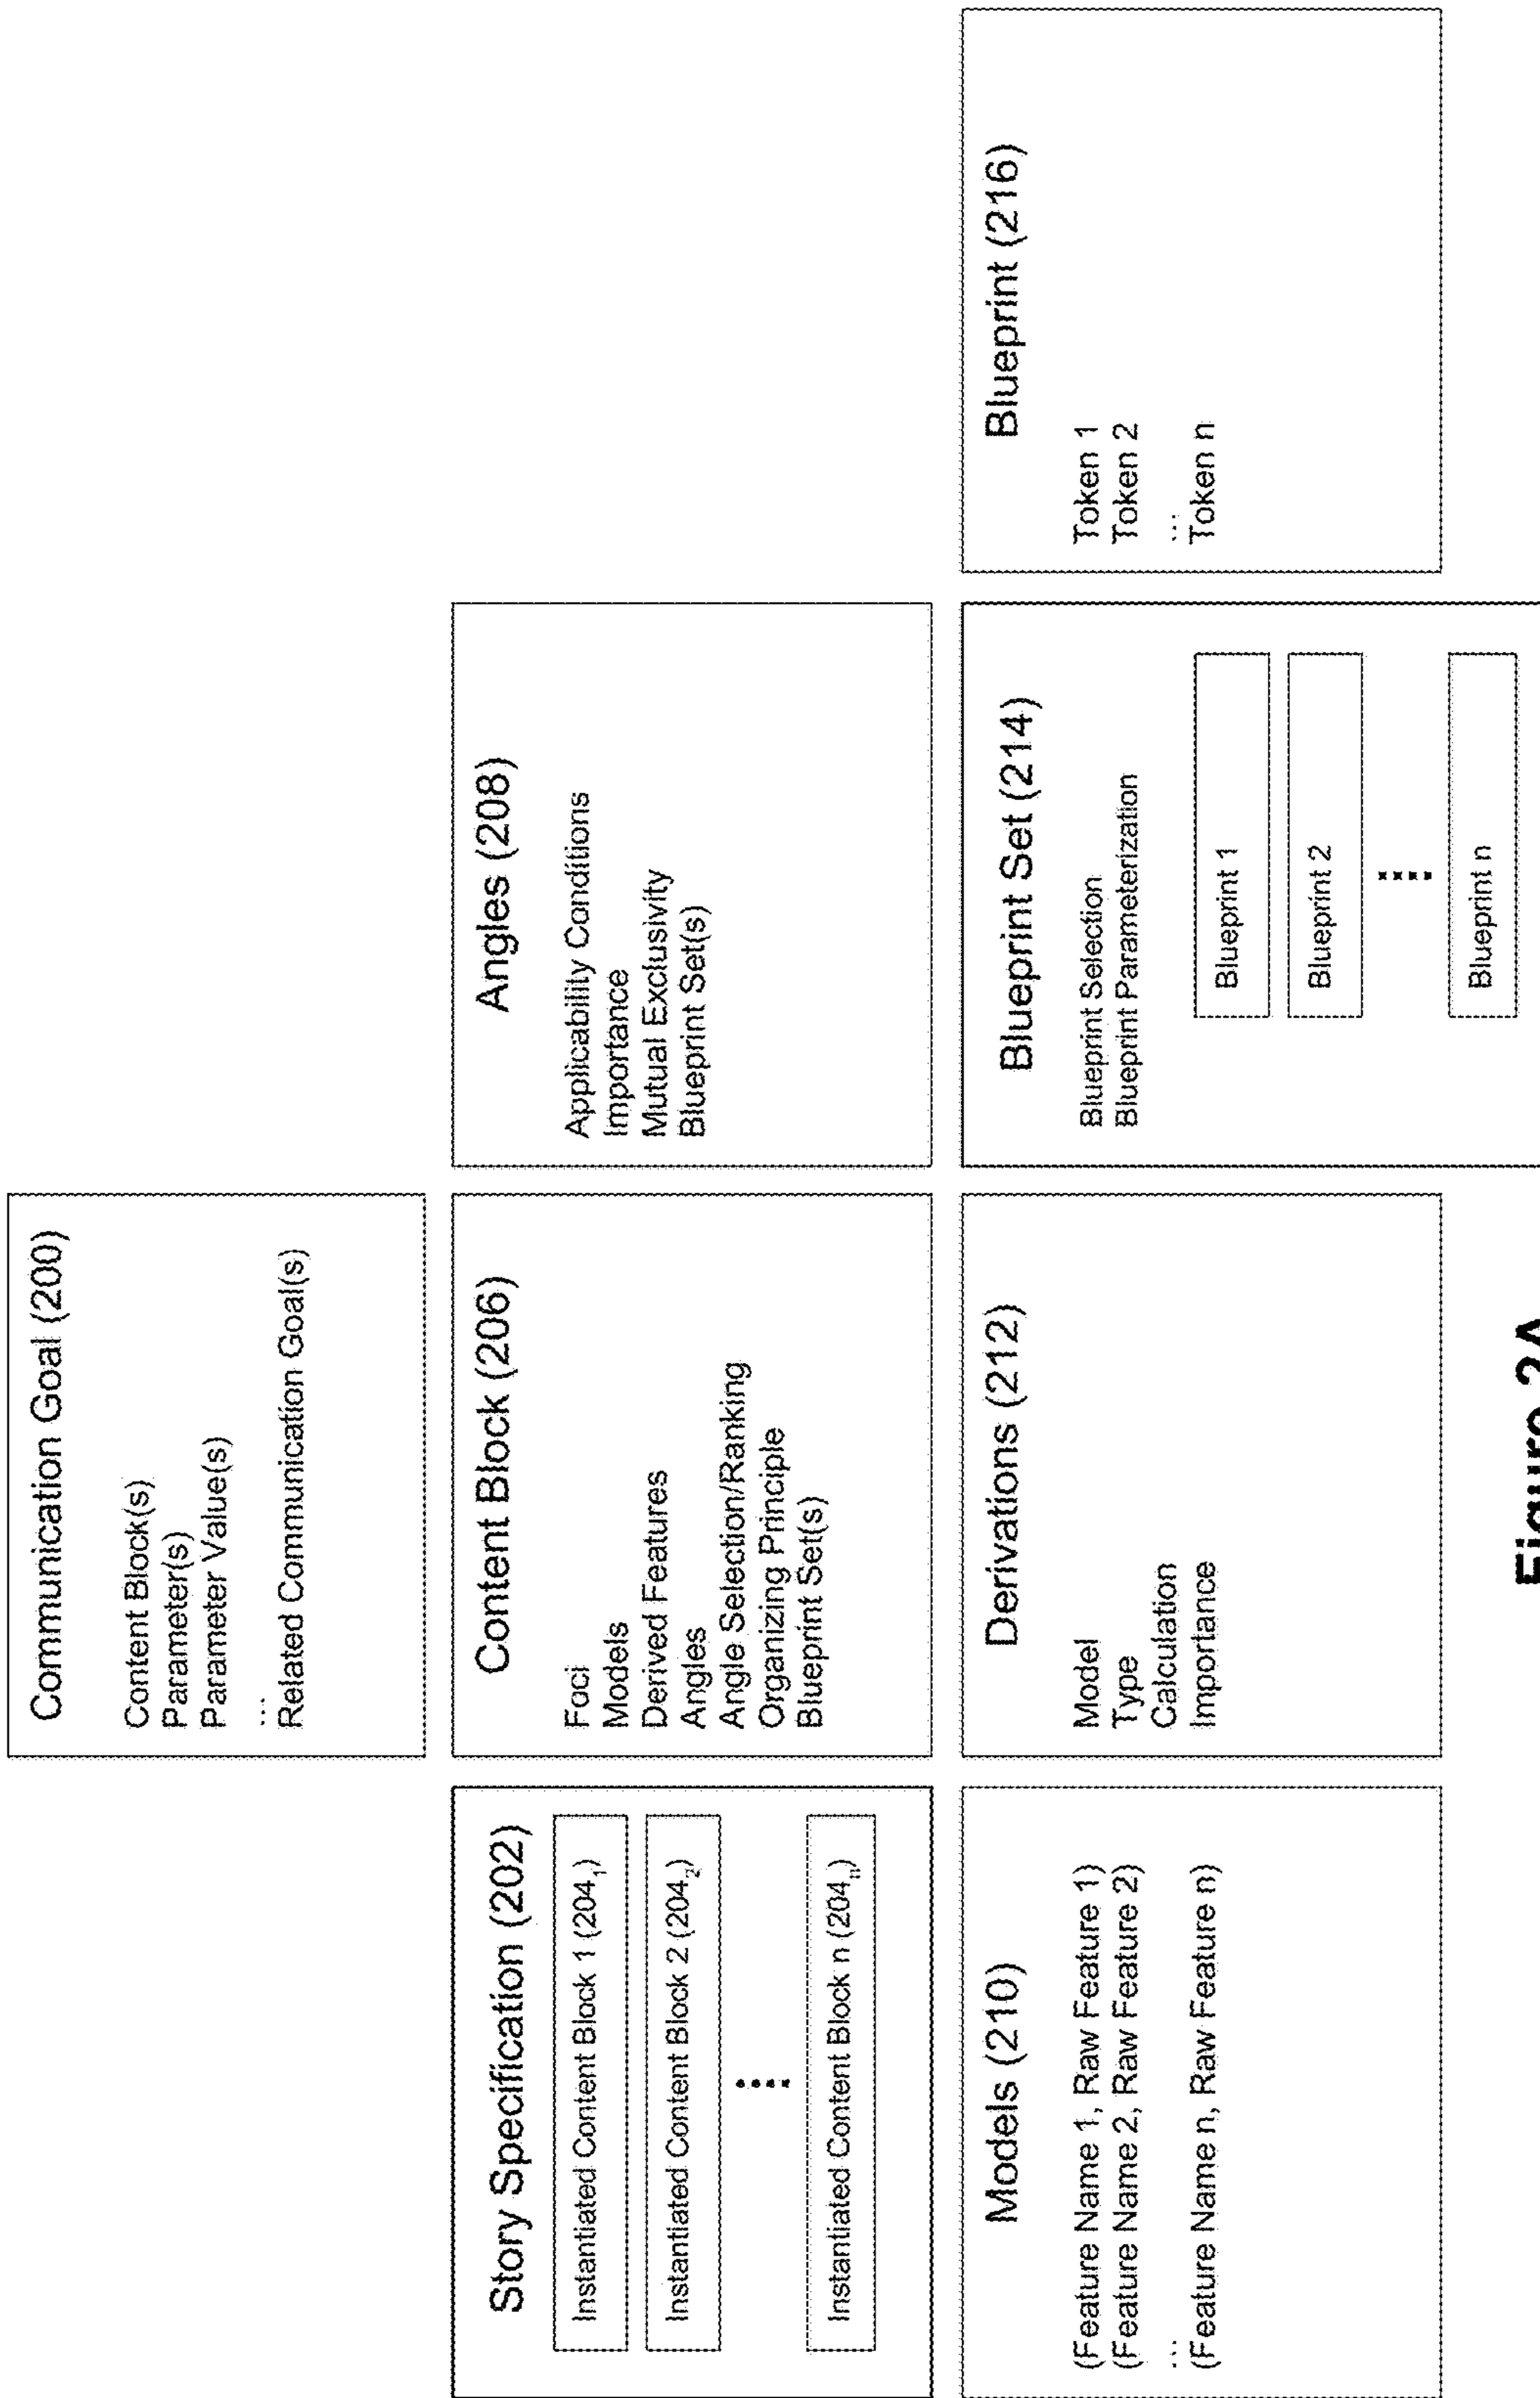 Communication Goal (200)
Content Block(s)
Parameter(s)
Parameter Value(s)
...
Related Communication Goal(s)
Story Specification (202)
Instantiated Content Block 1 (204₁)
Instantiated Content Block 2 (204₂)
....
Instantiated Content Block n (204ₙ)
Content Block (206)
Foci
Models
Derived Features
Angles
Angle Selection/Ranking
Organizing Principle
Blueprint Set(s)
Angles (208)
Applicability Conditions
Importance
Mutual Exclusivity
Blueprint Set(s)
Models (210)
(Feature Name 1, Raw Feature 1)
(Feature Name 2, Raw Feature 2)
...
(Feature Name n, Raw Feature n)
Derivations (212)
Model
Type
Calculation
Importance
Blueprint Set (214)
Blueprint Selection
Blueprint Parameterization
Blueprint 1
Blueprint 2
....
Blueprint n
Blueprint (216)
Token 1
Token 2
...
Token n
Figure 2A